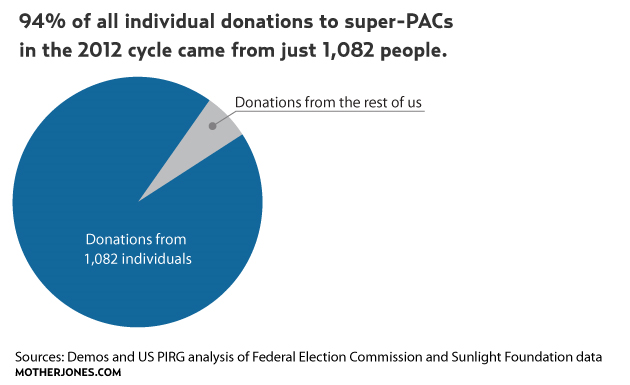 94% of all individual donations to super-PACs
in the 2012 cycle came from just 1,082 people.
Donations from the rest of us
Donations from
1,082 individuals
Sources: Demos and US PIRG analysis of Federal Election Commission and Sunlight Foundation data
MOTHERJONES.COM